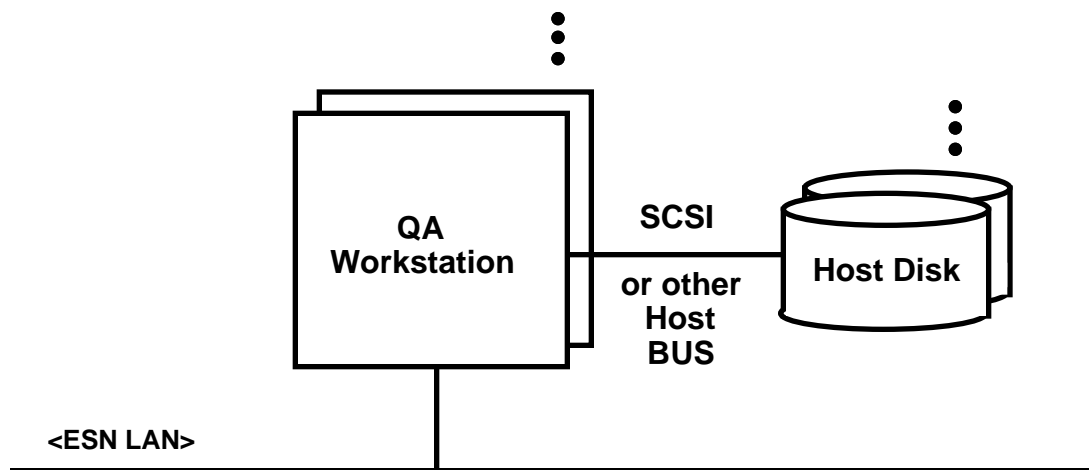 QA
Workstation
SCSI
or other
Host
BUS
Host Disk
<ESN LAN>